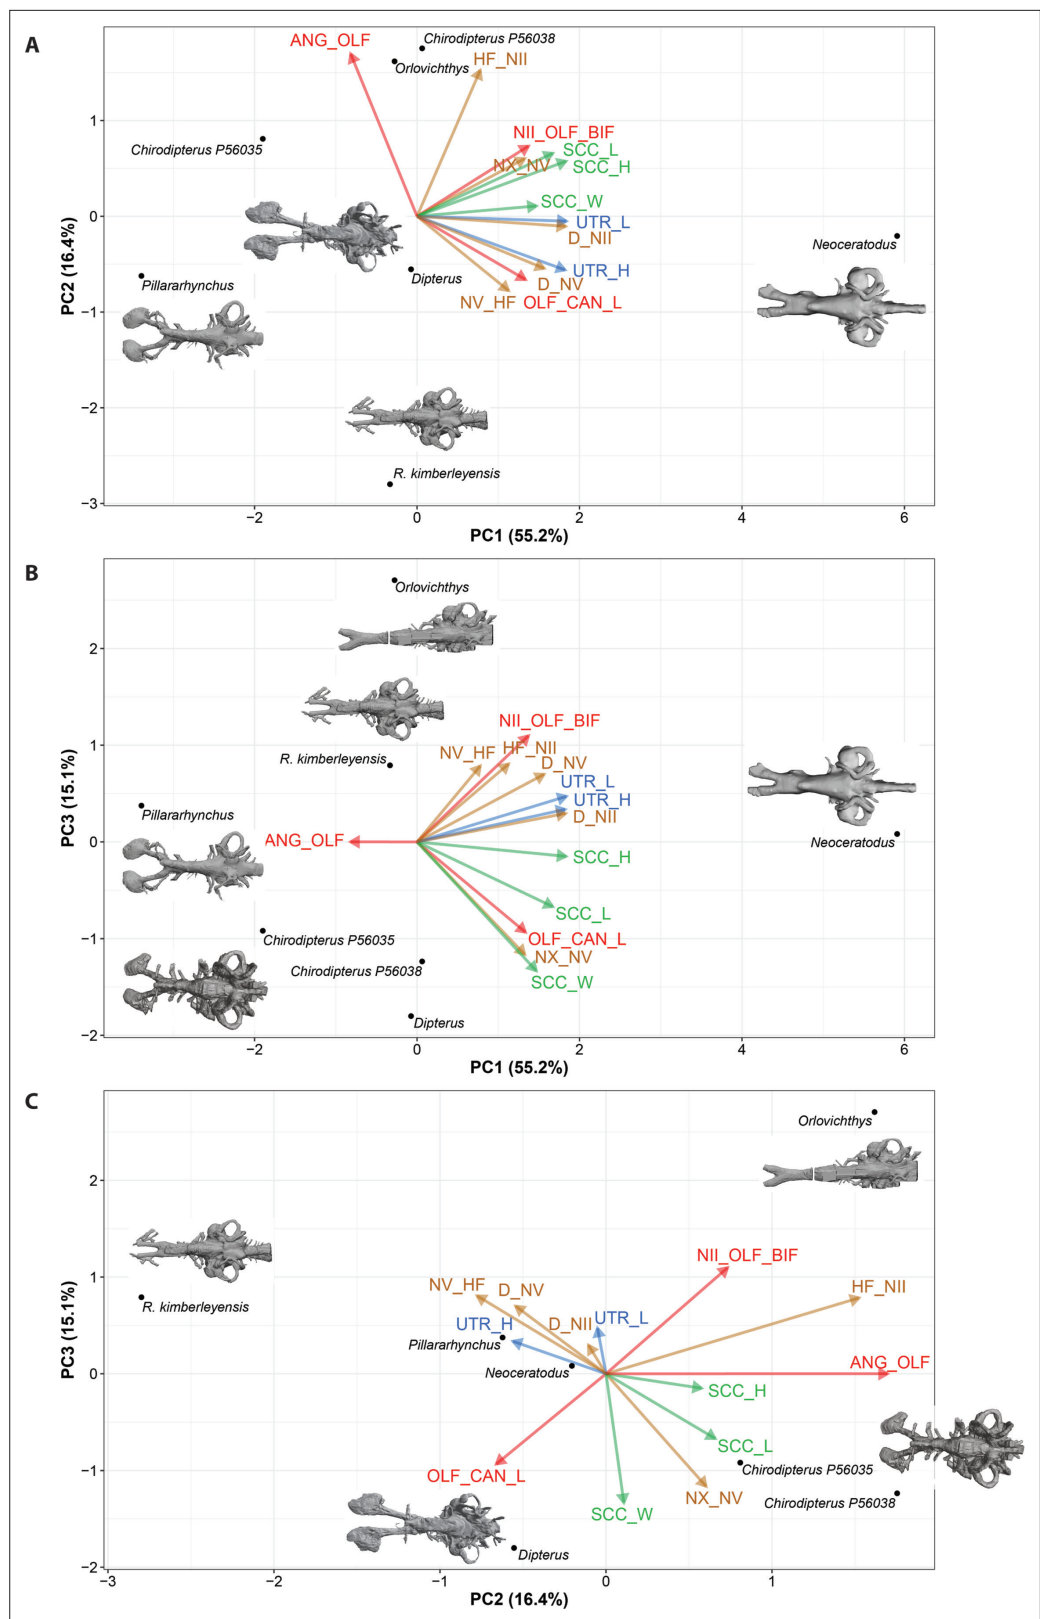 A
ANG_OLF
Chirodipterus P56038
Orlovichthys
HF_NII
Chirodipterus P56035
NII_OLF_BIF
SCC_L
NX_NV
SCC_H
SCC_W
UTR_L
D_NII
Neoceratodus
Pillararhynchus
Dipterus
UTR_H
D_NV
NV_HF
OLF_CAN_L
R. kimberleyensis
1
0
−1
−2
−3
PC2 (16.4%)
−2
0
2
4
6
PC1 (55.2%)
B
Orlovichthys
NII_OLF_BIF
NV_HF
HF_NII
R. kimberleyensis
D_NV
UTR_L
UTR_H
Pillararhynchus
D_NII
ANG_OLF
SCC_H
Neoceratodus
SCC_L
Chirodipterus P56035
OLF_CAN_L
NX_NV
Chirodipterus P56038
SCC_W
Dipterus
2
1
0
−1
−2
PC3 (15.1%)
−2
0
2
4
6
PC1 (55.2%)
C
Orlovichthys
NII_OLF_BIF
NV_HF
D_NV
HF_NII
R. kimberleyensis
UTR_H
D_NII
UTR_L
Pillararhynchus
ANG_OLF
Neoceratodus
SCC_H
SCC_L
OLF_CAN_L
Chirodipterus P56035
NX_NV
Chirodipterus P56038
SCC_W
Dipterus
2
1
0
−1
−2
PC3 (15.1%)
−3
−2
−1
0
1
PC2 (16.4%)